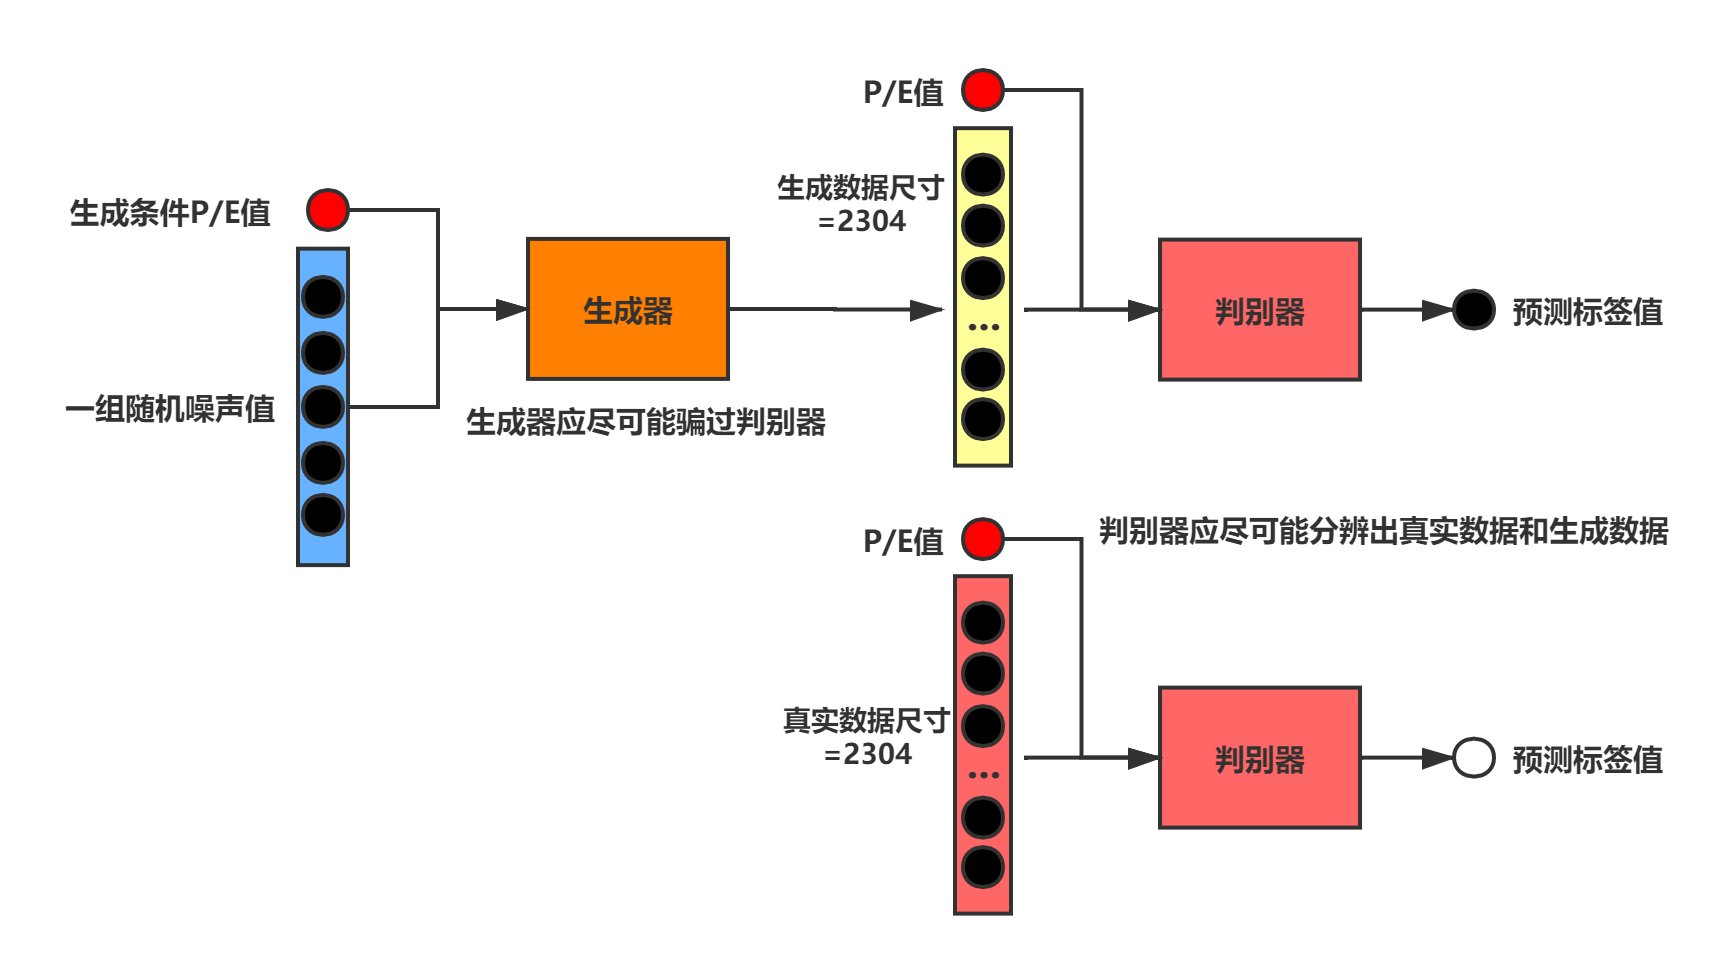 P/E值
生成数据尺寸
=2304
生成条件P/E值
生成器
判别器
预测标签值
一组随机噪声值
生成器应尽可能骗过判别器
P/E值
判别器应尽可能分辨出真实数据和生成数据
真实数据尺寸
=2304
判别器
预测标签值